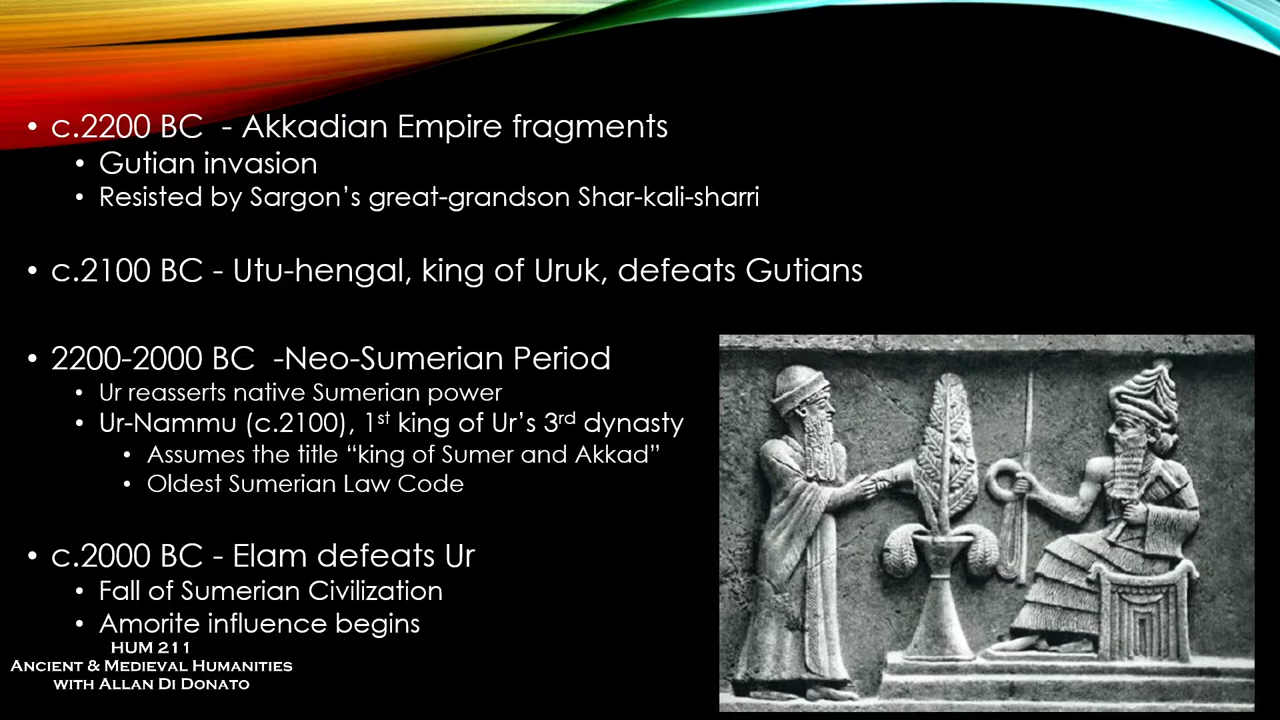 • c.2200 BC - Akkadian Empire fragments
• Gutian invasion
• Resisted by Sargon’s great-grandson Shar-kali-sharri
• c.2100 BC - Utu-hengal, king of Uruk, defeats Gutians
• 2200-2000 BC -Neo-Sumerian Period
• Ur reasserts native Sumerian power
• Ur-Nammu (c.2100), 1st king of Ur’s 3rd dynasty
• Assumes the title “king of Sumer and Akkad”
• Oldest Sumerian Law Code
• c.2000 BC - Elam defeats Ur
• Fall of Sumerian Civilization
• Amorite influence begins
HUM 211
Ancient & Medieval Humanities
with Allan Di Donato